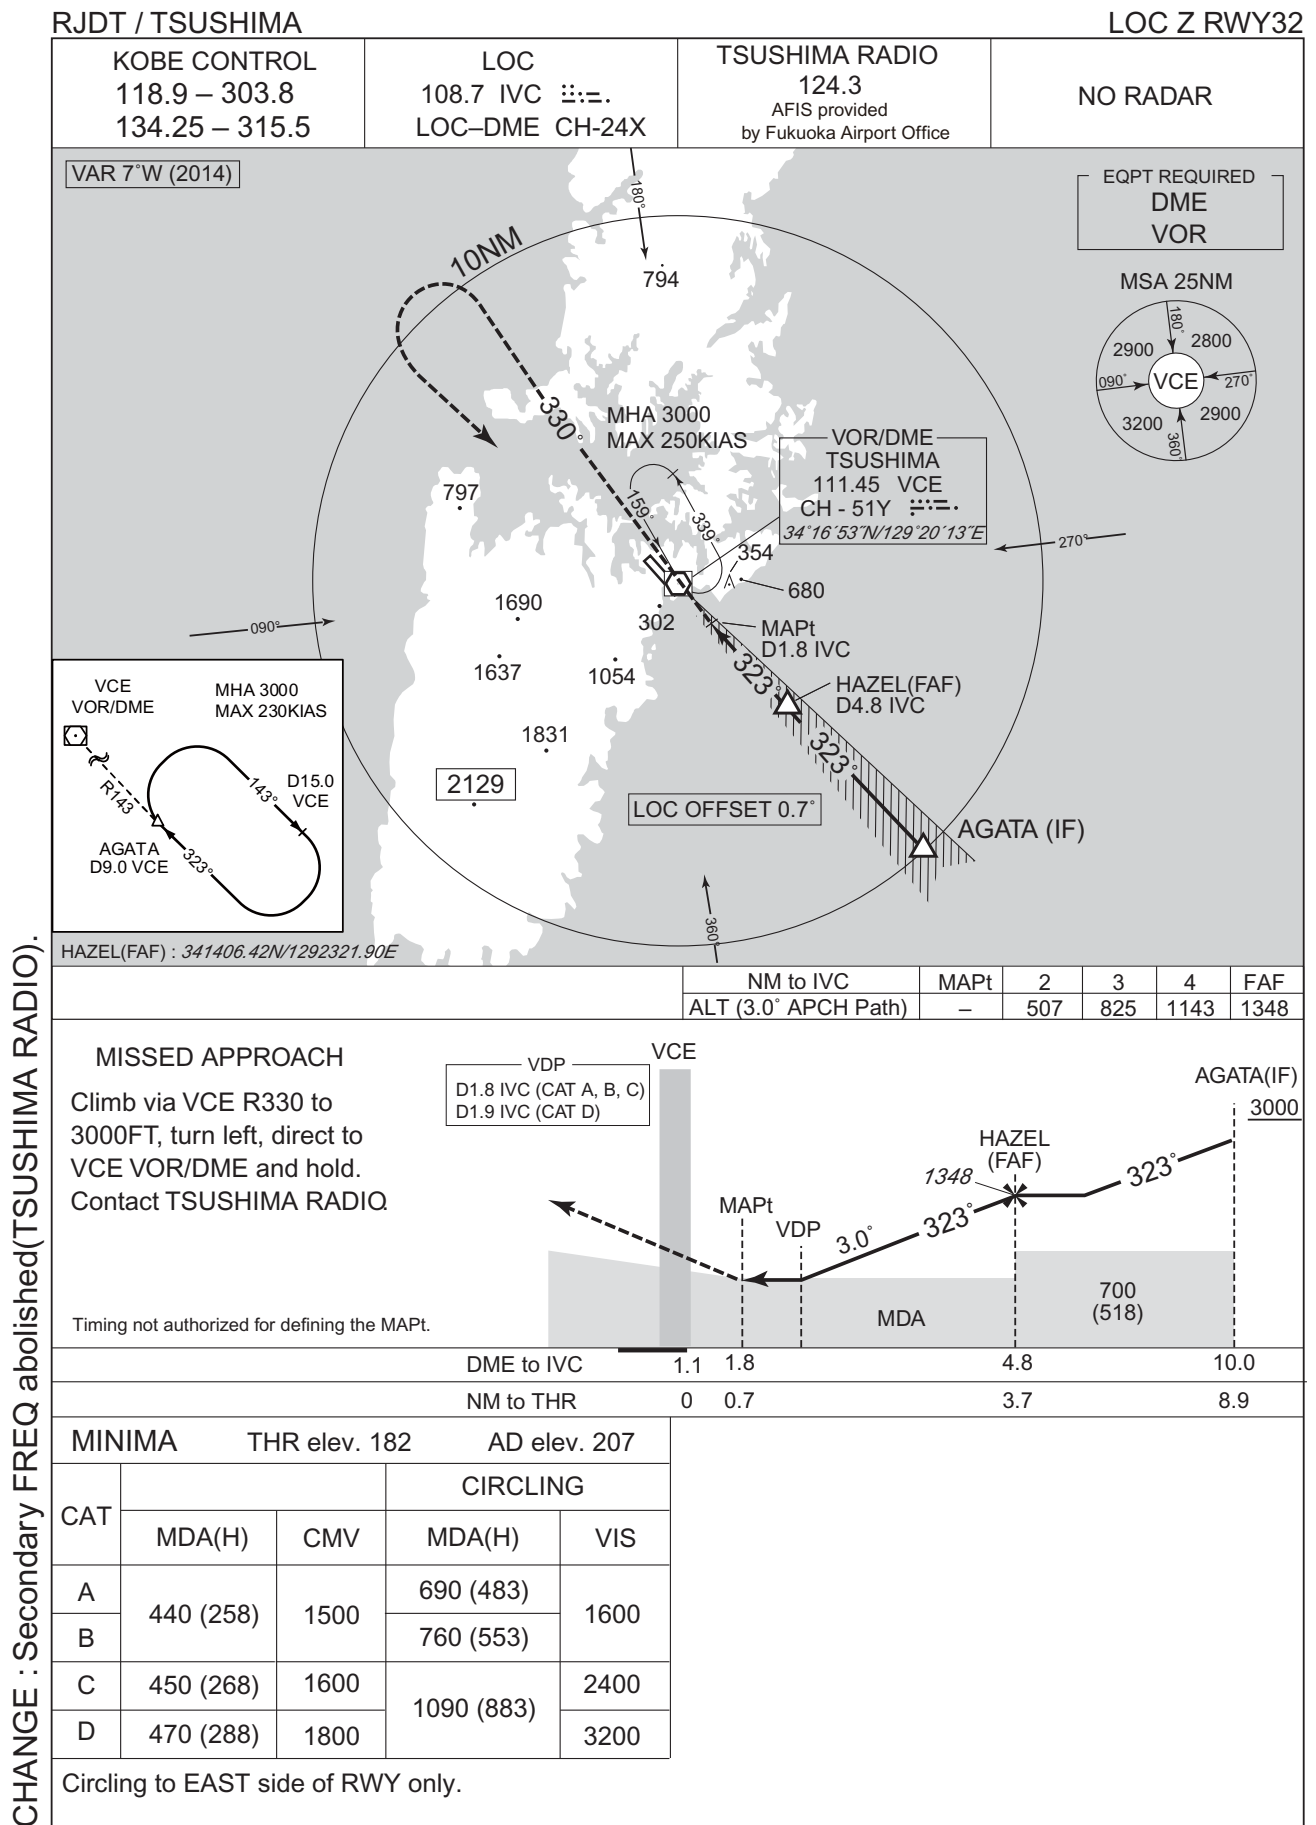 RJDT / TSUSHIMA
LOC Z RWY32
KOBE CONTROL
118.9 – 303.8
134.25 – 315.5
LOC
108.7 IVC
LOC–DME CH-24X
TSUSHIMA RADIO
124.3
AFIS provided
by Fukuoka Airport Office
NO RADAR
VAR 7˚W (2014)
EQPT REQUIRED
DME
VOR
MSA 25NM
180˚
2900
2800
090˚
VCE
270˚
3200
2900
360˚
180˚
10NM
794
330˚
MHA 3000
MAX 250KIAS
VOR/DME
TSUSHIMA
111.45 VCE
CH - 51Y
34˚16´53˝N/129˚20´13˝E
797
159˚
339˚
270˚
354
680
1690
302
090˚
MAPt
D1.8 IVC
1637
1054
323˚
HAZEL(FAF)
D4.8 IVC
1831
323˚
2129
LOC OFFSET 0.7˚
AGATA (IF)
360˚
VCE
VOR/DME
MHA 3000
MAX 230KIAS
R143
143˚
D15.0
VCE
AGATA
D9.0 VCE
323˚
HAZEL(FAF) : 341406.42N/1292321.90E
NM to IVC MAPt 2 3 4 FAF
ALT (3.0˚ APCH Path) – 507 825 1143 1348
MISSED APPROACH
Climb via VCE R330 to
3000FT, turn left, direct to
VCE VOR/DME and hold.
Contact TSUSHIMA RADIO.
Timing not authorized for defining the MAPt.
VDP
D1.8 IVC (CAT A, B, C)
D1.9 IVC (CAT D)
VCE
AGATA(IF)
3000
HAZEL
(FAF)
1348
323˚
MAPt
VDP
3.0˚
323˚
MDA
700
(518)
DME to IVC 1.1 1.8 4.8 10.0
NM to THR 0 0.7 3.7 8.9
MINIMA THR elev. 182 AD elev. 207
CAT
CIRCLING
MDA(H) CMV MDA(H) VIS
A 440 (258) 1500 690 (483) 1600
B 760 (553)
C 450 (268) 1600 1090 (883) 2400
D 470 (288) 1800 3200
Circling to EAST side of RWY only.
CHANGE : Secondary FREQ abolished(TSUSHIMA RADIO).